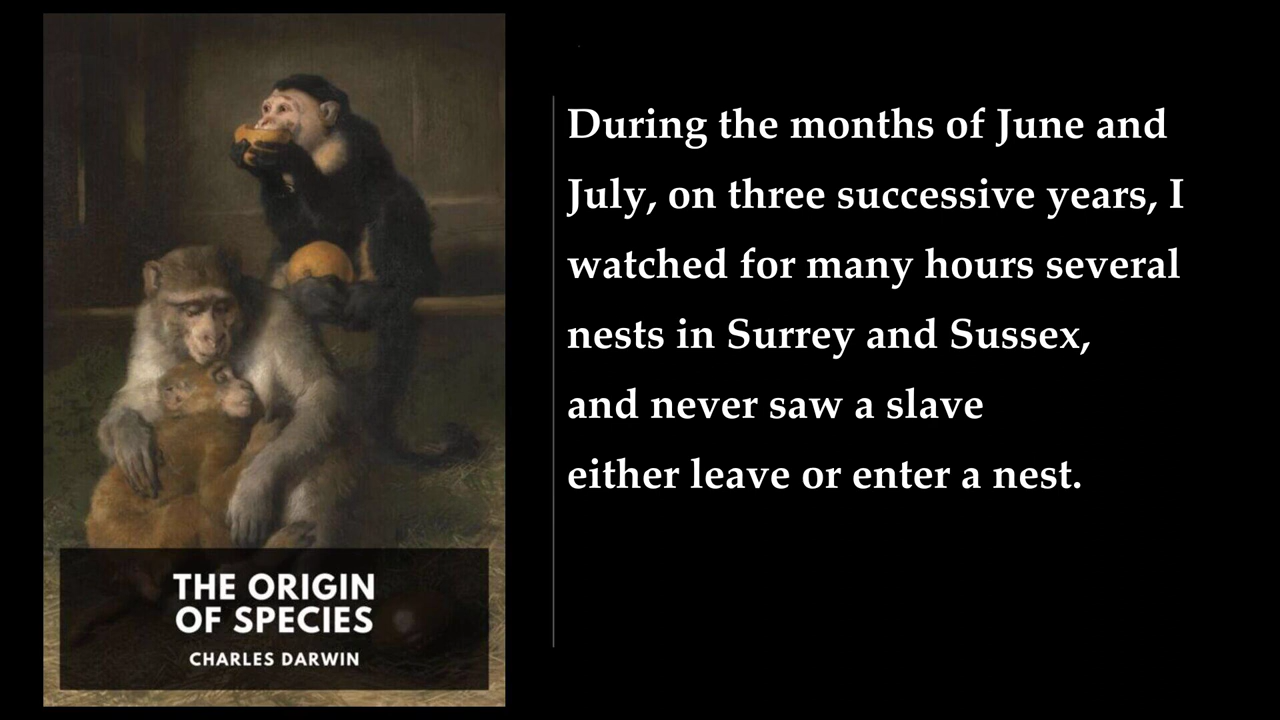 During the months of June and
July, on three successive years, I
watched for many hours several
nests in Surrey and Sussex,
and never saw a slave
either leave or enter a nest.
THE ORIGIN
OF SPECIES
CHARLES DARWIN